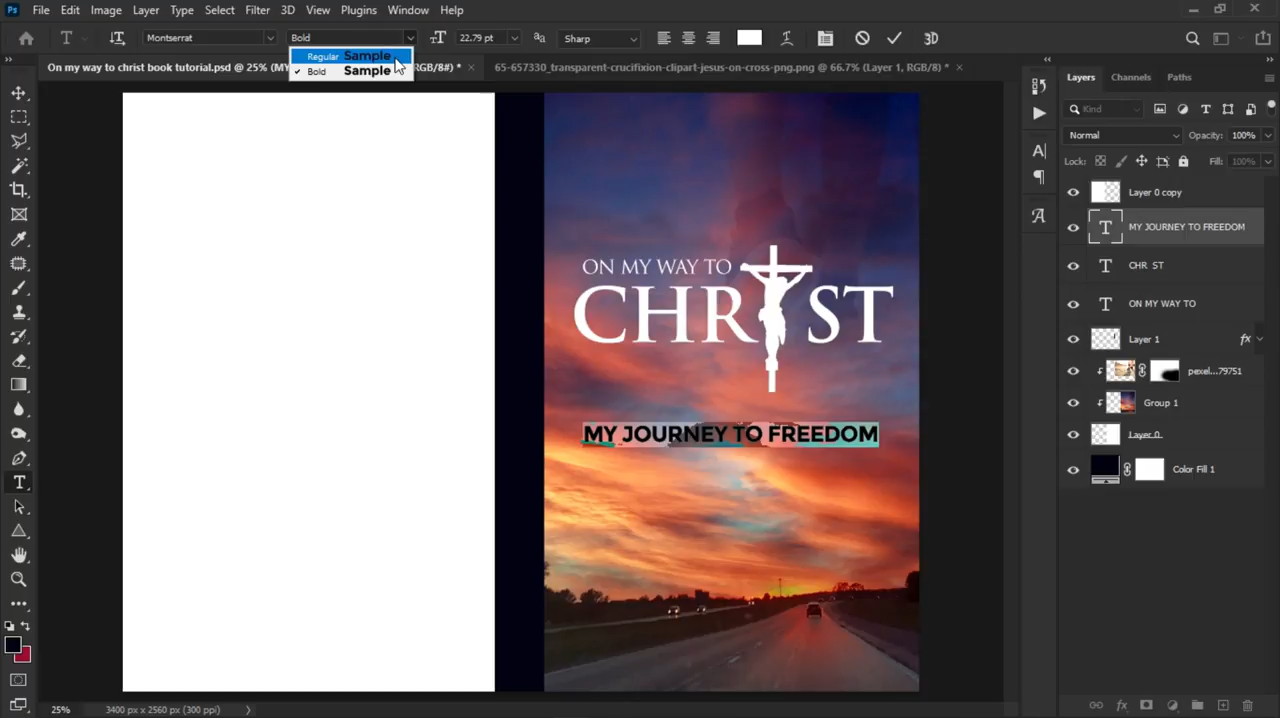 Ps File Edit Image Layer Type Select Filter 3D View Plugins Window Help
T Montserrat Bold 22.79 pt Sharp 3D
Regular Sample
Bold Sample
On my way to christ book tutorial.psd @ 25% (MY RGB/8#) * × 65-657330_transparent-crucifixion-clipart-jesus-on-cross-png.png @ 66.7% (Layer 1, RGB/8) * ×
Layers Channels Paths
Kind
Normal Opacity: 100%
Lock: Fill: 100%
Layer 0 copy
MY JOURNEY TO FREEDOM
CHR ST
ON MY WAY TO
Layer 1 fx
pexel...79751
Group 1
Layer 0
Color Fill 1
ON MY WAY TO
CHR ST
MY JOURNEY TO FREEDOM
25% 3400 px x 2560 px (300 ppi)
fx